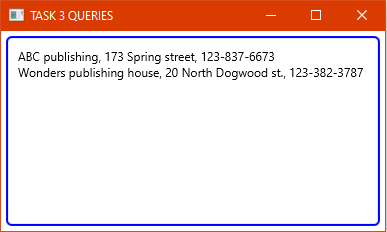 TASK 3 QUERIES
ABC publishing, 173 Spring street, 123-837-6673
Wonders publishing house, 20 North Dogwood st., 123-382-3787